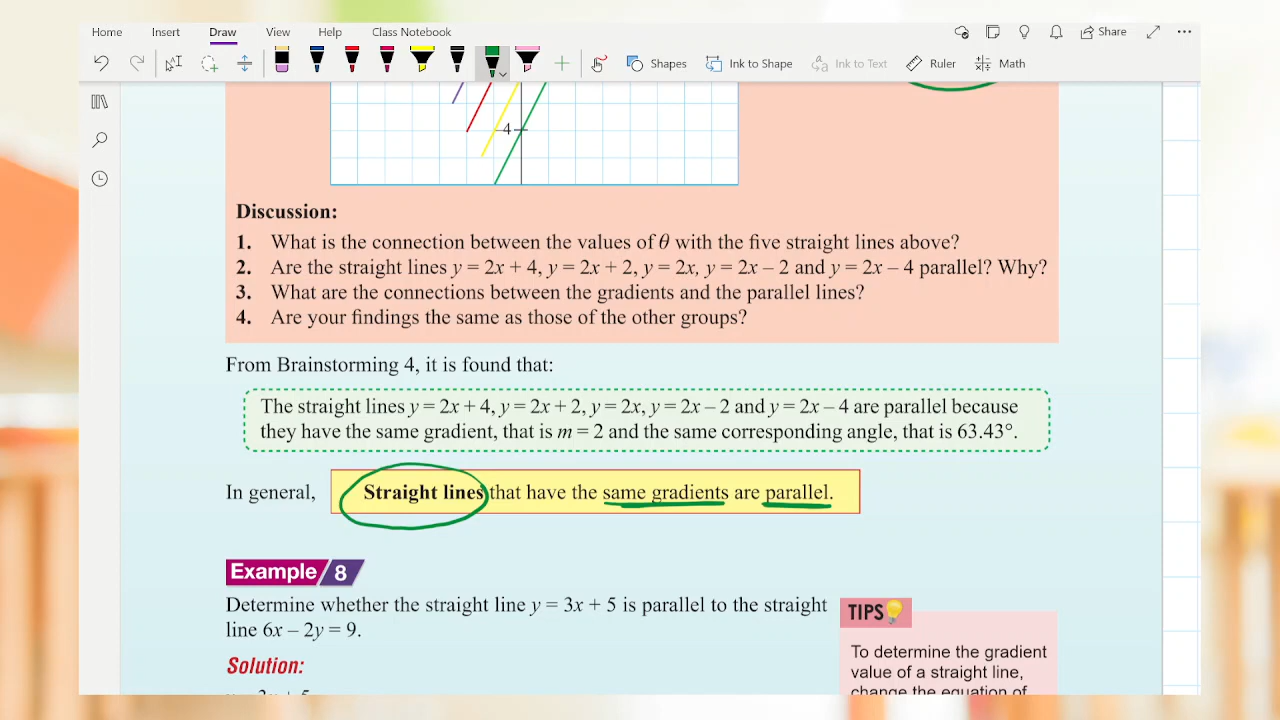 Home Insert Draw View Help Class Notebook
Share
Shapes Ink to Shape Ink to Text Ruler Math
4
Discussion:
1. What is the connection between the values of θ with the five straight lines above?
2. Are the straight lines y = 2x + 4, y = 2x + 2, y = 2x, y = 2x – 2 and y = 2x – 4 parallel? Why?
3. What are the connections between the gradients and the parallel lines?
4. Are your findings the same as those of the other groups?
From Brainstorming 4, it is found that:
The straight lines y = 2x + 4, y = 2x + 2, y = 2x, y = 2x – 2 and y = 2x – 4 are parallel because
they have the same gradient, that is m = 2 and the same corresponding angle, that is 63.43°.
In general, Straight lines that have the same gradients are parallel.
Example 8
Determine whether the straight line y = 3x + 5 is parallel to the straight
line 6x – 2y = 9.
Solution:
TIPS
To determine the gradient
value of a straight line,
change the equation of